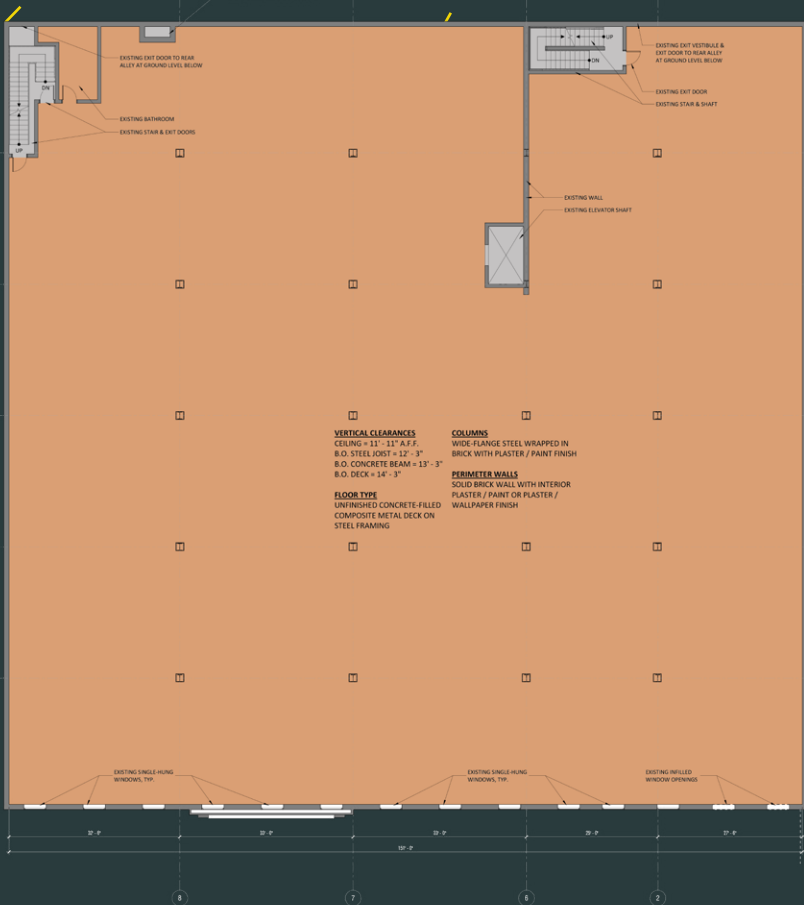 EXISTING EXIT DOOR TO REAR
ALLEY AT GROUND LEVEL BELOW
EXISTING EXIT VESTIBULE &
EXIT DOOR TO REAR ALLEY
AT GROUND LEVEL BELOW
UP
DN
DN
EXISTING EXIT DOOR
EXISTING STAIR & SHAFT
EXISTING BATHROOM
EXISTING STAIR & EXIT DOORS
UP
EXISTING WALL
EXISTING ELEVATOR SHAFT
VERTICAL CLEARANCES
CEILING = 11' - 11" A.F.F.
B.O. STEEL JOIST = 12' - 3"
B.O. CONCRETE BEAM = 13' - 3"
B.O. DECK = 14' - 3"
FLOOR TYPE
UNFINISHED CONCRETE-FILLED
COMPOSITE METAL DECK ON
STEEL FRAMING
COLUMNS
WIDE-FLANGE STEEL WRAPPED IN
BRICK WITH PLASTER / PAINT FINISH
PERIMETER WALLS
SOLID BRICK WALL WITH INTERIOR
PLASTER / PAINT OR PLASTER /
WALLPAPER FINISH
EXISTING SINGLE-HUNG
WINDOWS, TYP.
EXISTING SINGLE-HUNG
WINDOWS, TYP.
EXISTING INFILLED
WINDOW OPENINGS
8
7
6
2